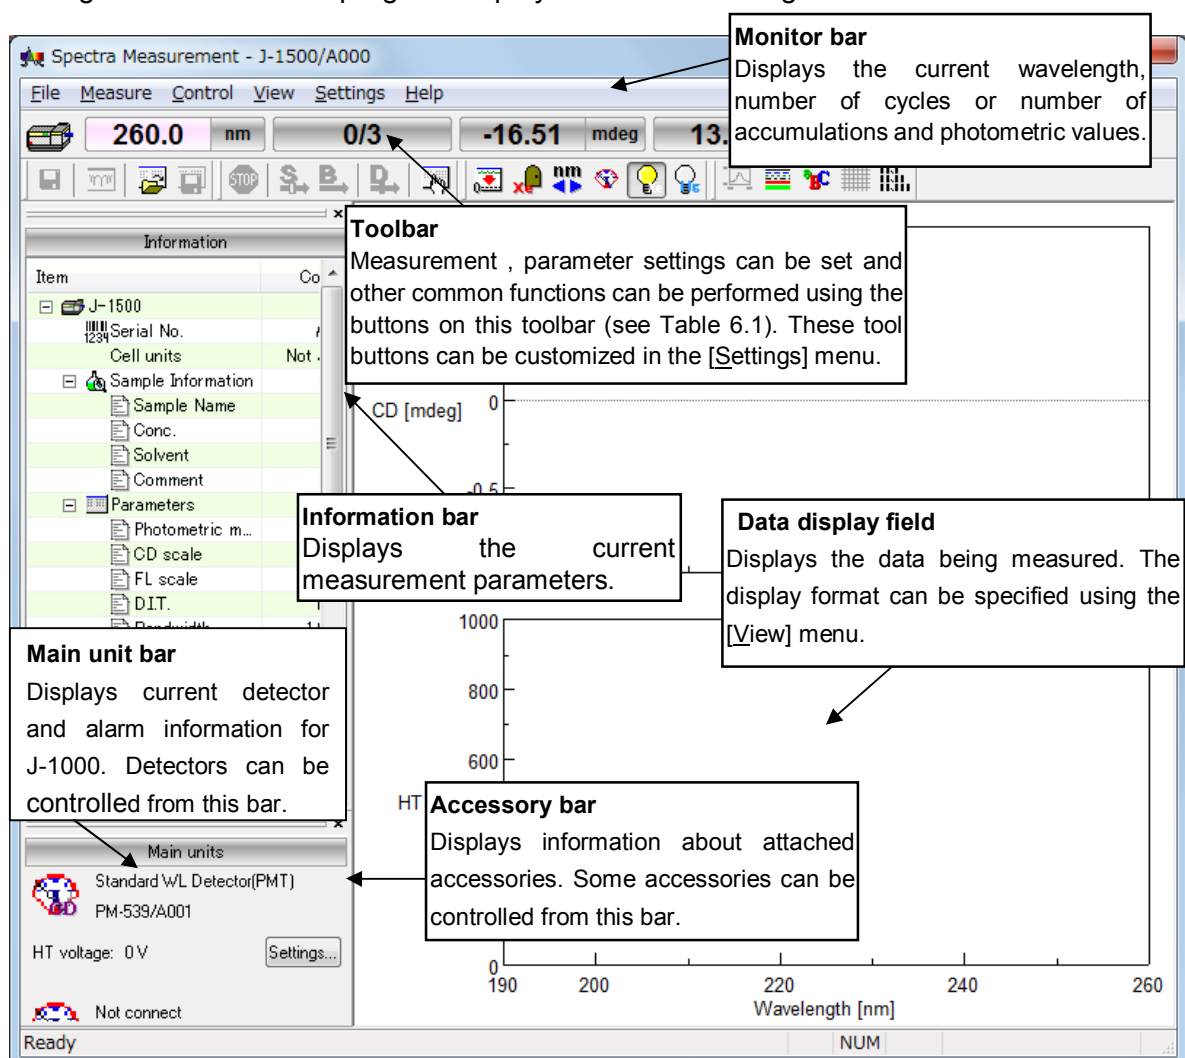 Spectra Measurement - J-1500/A000
File Measure Control View Settings Help
260.0 nm 0/3 -16.51 mdeg 13.
Monitor bar
Displays the current wavelength,
number of cycles or number of
accumulations and photometric values.
STOP S. B. D. nm
Toolbar
Measurement , parameter settings can be set and
other common functions can be performed using the
buttons on this toolbar (see Table 6.1). These tool
buttons can be customized in the [Settings] menu.
Information
Item Co
J-1500
Serial No.
Cell units Not
Sample Information
Sample Name
Conc.
Solvent
Comment
Parameters
Photometric m...
CD scale
FL scale
D.I.T.
Bandwidth
CD [mdeg]
0
-0.5
Information bar
Displays the current
measurement parameters.
Data display field
Displays the data being measured. The
display format can be specified using the
[View] menu.
Main unit bar
Displays current detector
and alarm information for
J-1000. Detectors can be
controlled from this bar.
1000
800
600
HT
0
Accessory bar
Displays information about attached
accessories. Some accessories can be
controlled from this bar.
Main units
Standard WL Detector(PMT)
PM-539/A001
HT voltage: 0 V Settings...
Not connect
190 200 220 240 260
Wavelength [nm]
Ready NUM